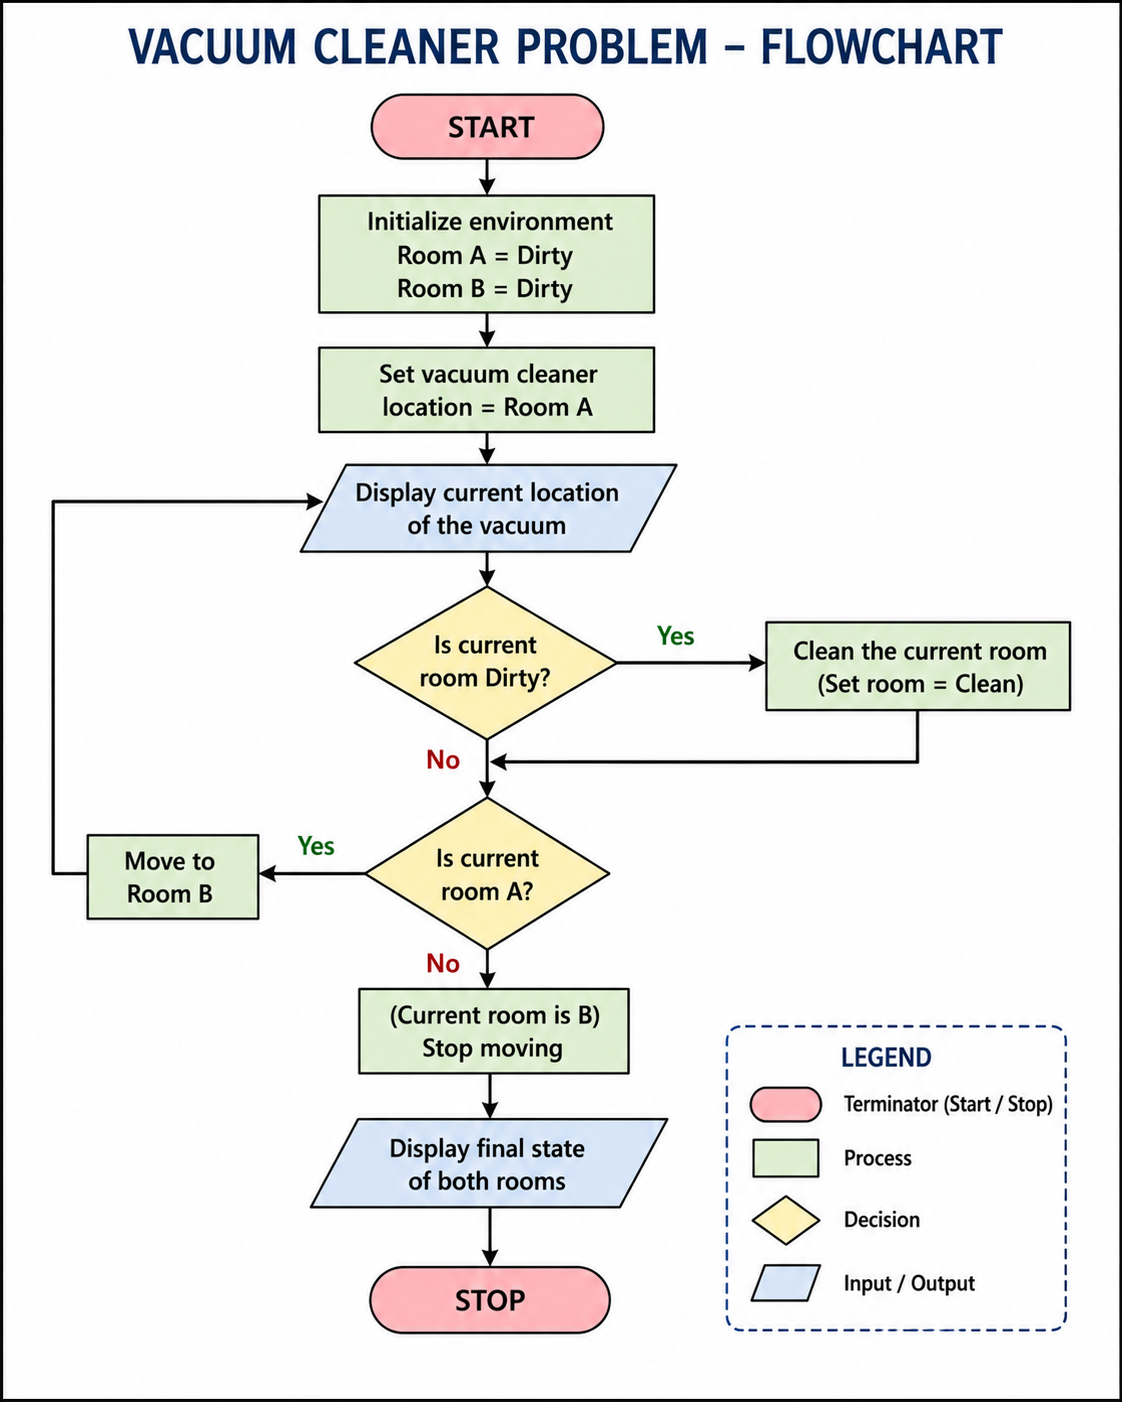 VACUUM CLEANER PROBLEM – FLOWCHART
START
Initialize environment
Room A = Dirty
Room B = Dirty
Set vacuum cleaner
location = Room A
Display current location
of the vacuum
Is current
room Dirty?
Yes
Clean the current room
(Set room = Clean)
No
Is current
room A?
Yes
Move to
Room B
No
(Current room is B)
Stop moving
Display final state
of both rooms
STOP
LEGEND
Terminator (Start / Stop)
Process
Decision
Input / Output